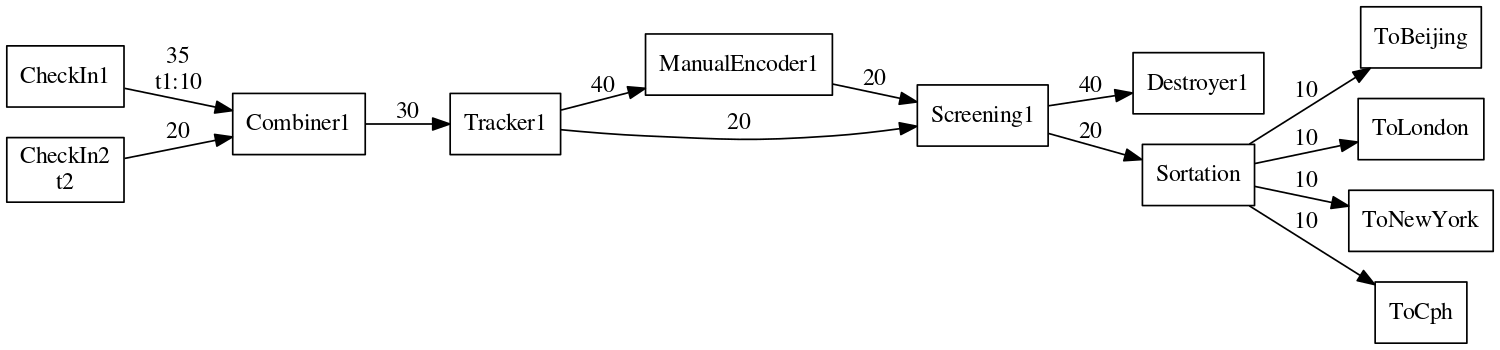 CheckIn1
35
t1:10
CheckIn2
t2
20
Combiner1
30
Tracker1
40
20
ManualEncoder1
20
Screening1
40
20
Destroyer1
Sortation
10
10
10
10
ToBeijing
ToLondon
ToNewYork
ToCph